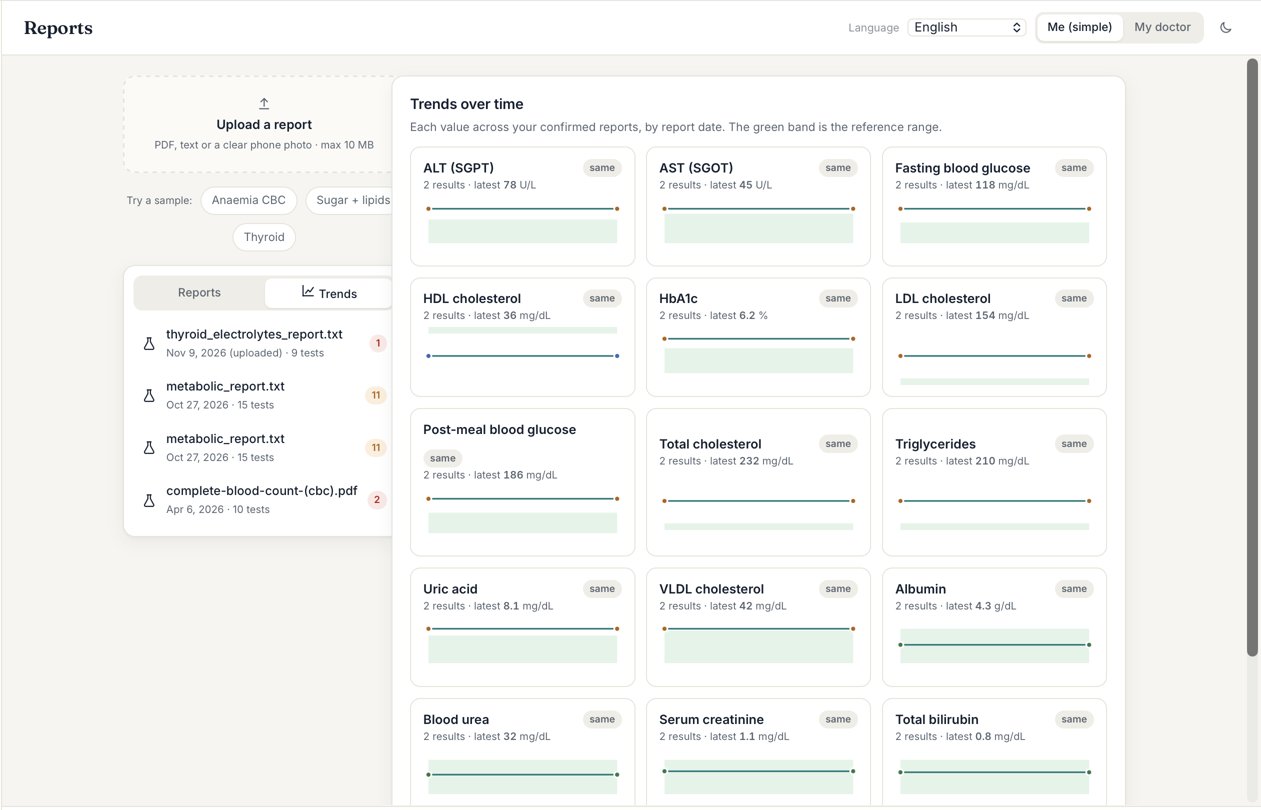 Reports
Language English Me (simple) My doctor
Upload a report
PDF, text or a clear phone photo · max 10 MB
Try a sample: Anaemia CBC Sugar + lipids
Thyroid
Reports Trends
thyroid_electrolytes_report.txt
Nov 9, 2026 (uploaded) · 9 tests
1
metabolic_report.txt
Oct 27, 2026 · 15 tests
11
metabolic_report.txt
Oct 27, 2026 · 15 tests
11
complete-blood-count-(cbc).pdf
Apr 6, 2026 · 10 tests
2
Trends over time
Each value across your confirmed reports, by report date. The green band is the reference range.
ALT (SGPT) same
2 results · latest 78 U/L
AST (SGOT) same
2 results · latest 45 U/L
Fasting blood glucose same
2 results · latest 118 mg/dL
HDL cholesterol same
2 results · latest 36 mg/dL
HbA1c same
2 results · latest 6.2 %
LDL cholesterol same
2 results · latest 154 mg/dL
Post-meal blood glucose
same
2 results · latest 186 mg/dL
Total cholesterol same
2 results · latest 232 mg/dL
Triglycerides same
2 results · latest 210 mg/dL
Uric acid same
2 results · latest 8.1 mg/dL
VLDL cholesterol same
2 results · latest 42 mg/dL
Albumin same
2 results · latest 4.3 g/dL
Blood urea same
2 results · latest 32 mg/dL
Serum creatinine same
2 results · latest 1.1 mg/dL
Total bilirubin same
2 results · latest 0.8 mg/dL